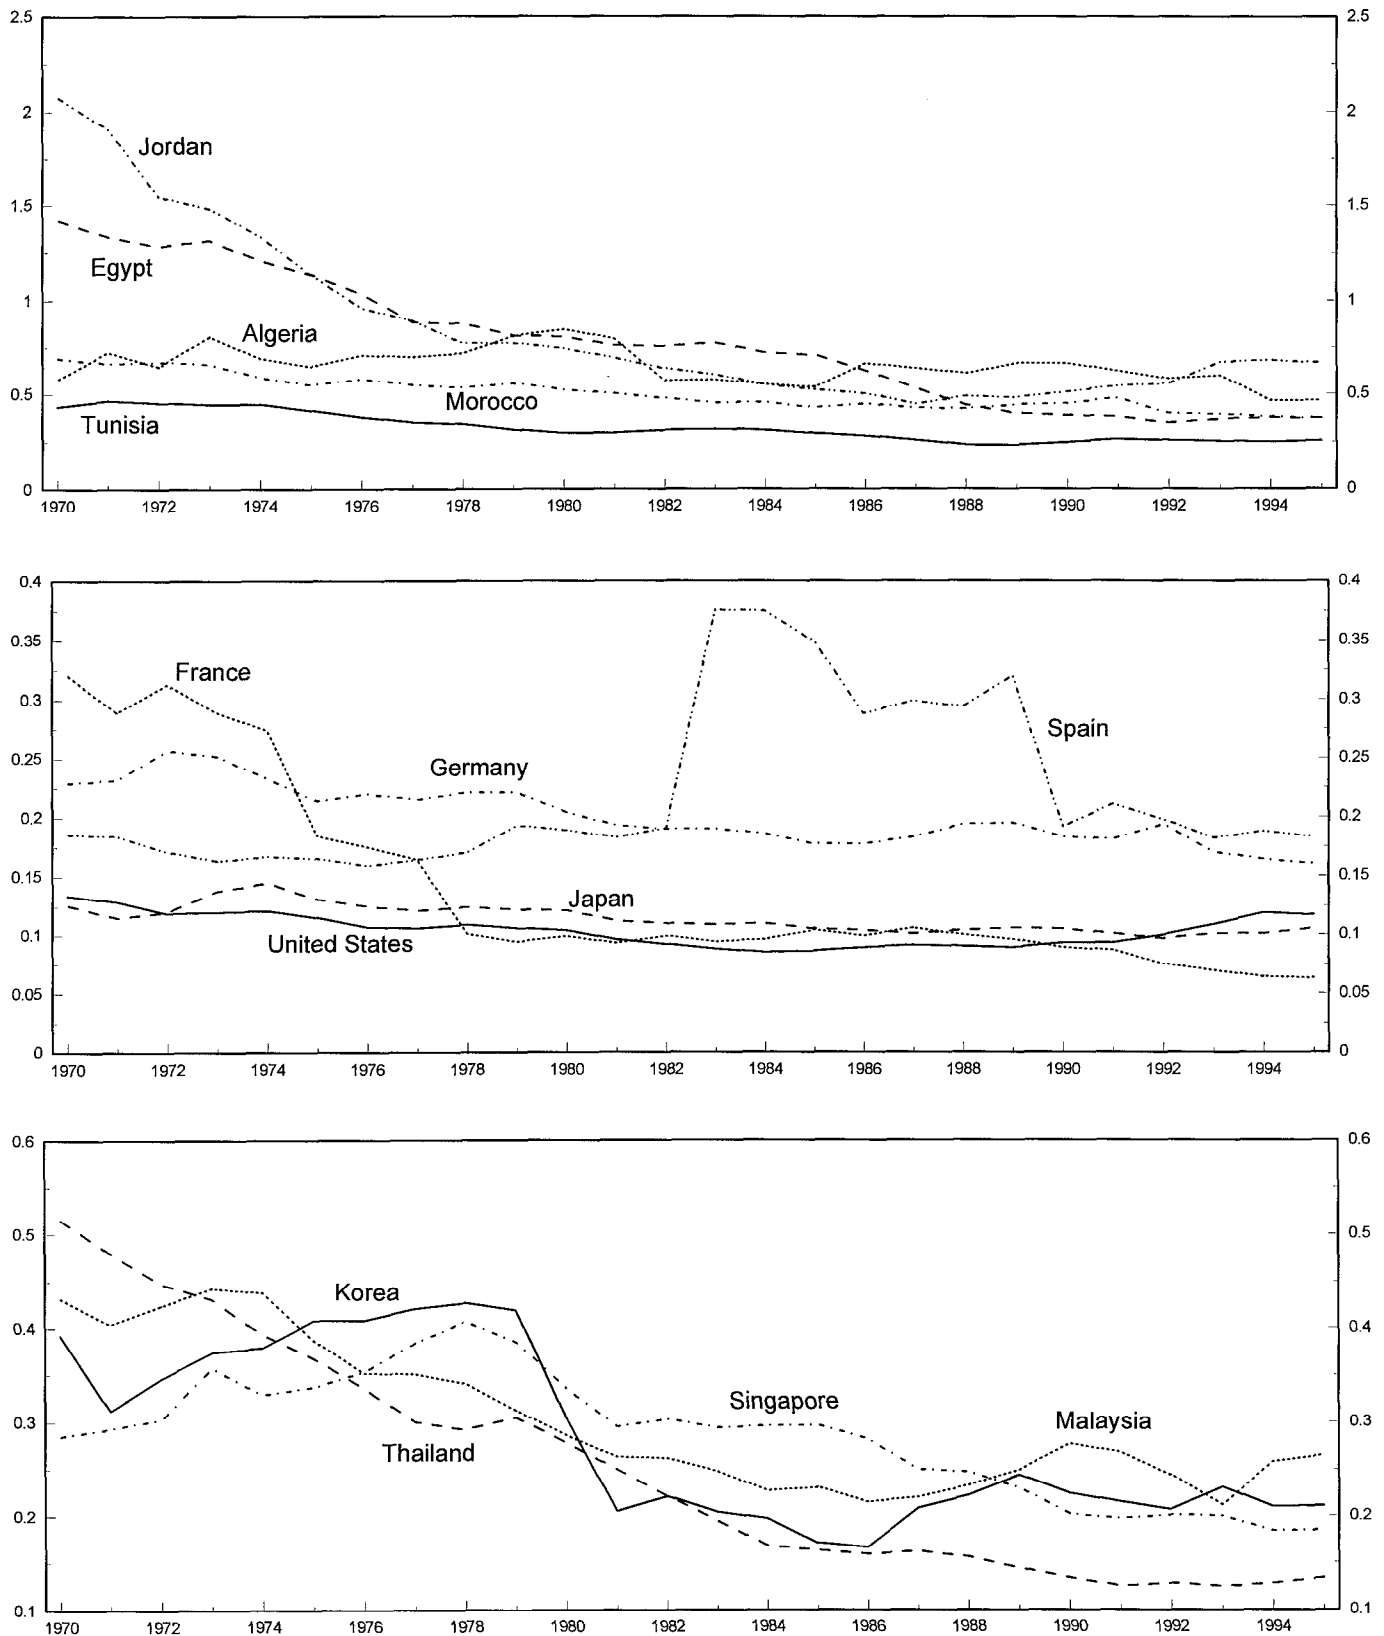 2.5 2.5
2 2
Jordan
1.5 1.5
Egypt
1 1
Algeria
0.5 0.5
Morocco
Tunisia
0 0
1970 1972 1974 1976 1978 1980 1982 1984 1986 1988 1990 1992 1994
0.4 0.4
0.35 0.35
France
0.3 0.3
Spain
0.25 0.25
Germany
0.2 0.2
0.15 0.15
Japan
United States
0.1 0.1
0.05 0.05
0 0
1970 1972 1974 1976 1978 1980 1982 1984 1986 1988 1990 1992 1994
0.6 0.6
0.5 0.5
Korea
0.4 0.4
Singapore
Malaysia
0.3 0.3
Thailand
0.2 0.2
0.1 0.1
1970 1972 1974 1976 1978 1980 1982 1984 1986 1988 1990 1992 1994